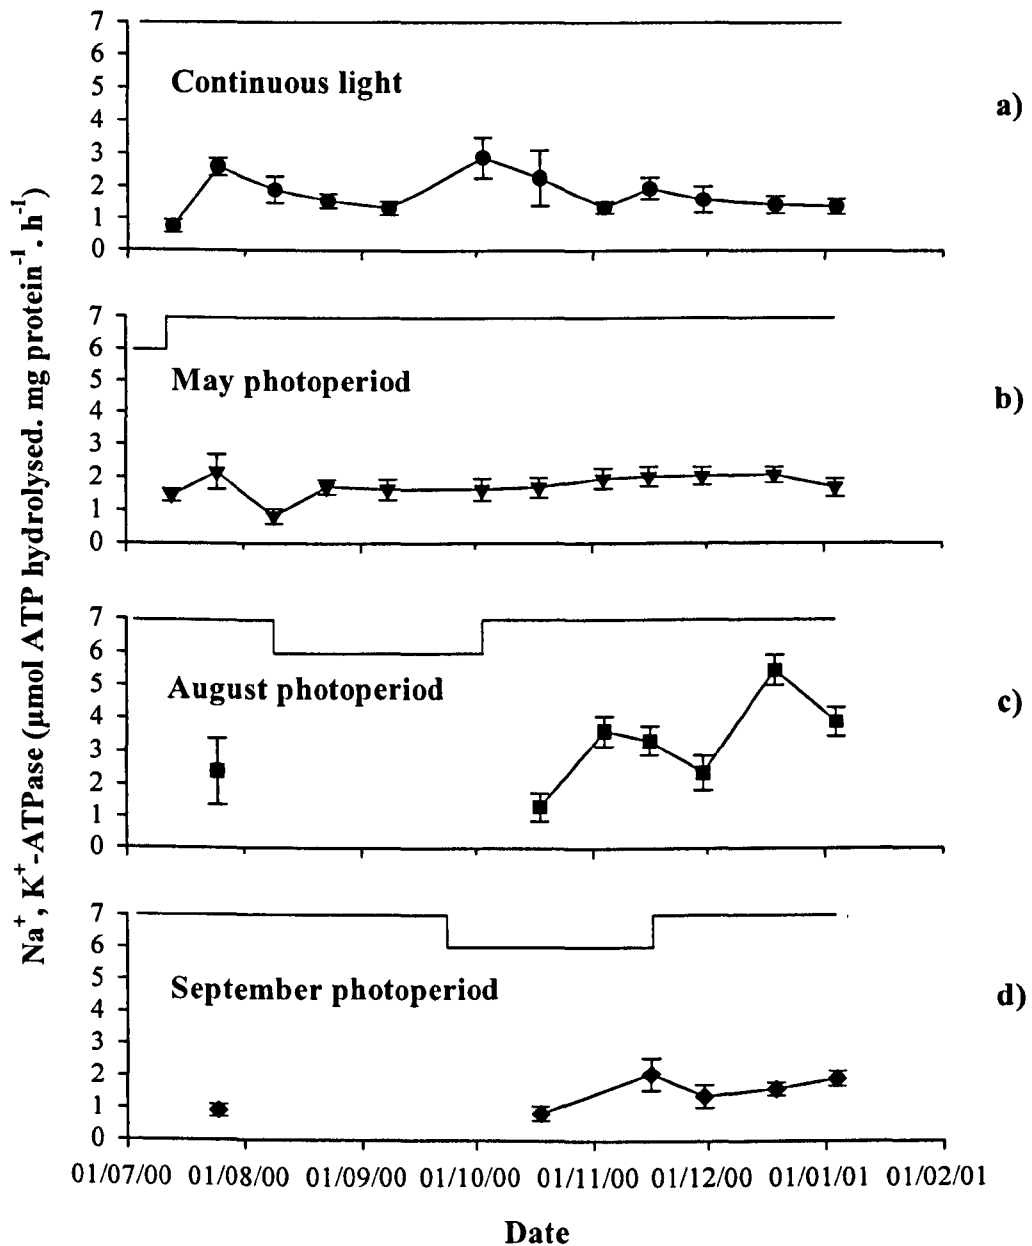 Na⁺, K⁺-ATPase (µmol ATP hydrolysed. mg protein⁻¹. h⁻¹)
7
6
5
4
3
2
1
0
Continuous light
a)
7
6
5
4
3
2
1
0
May photoperiod
b)
7
6
5
4
3
2
1
0
August photoperiod
c)
7
6
5
4
3
2
1
0
September photoperiod
d)
01/07/00 01/08/00 01/09/00 01/10/00 01/11/00 01/12/00 01/01/01 01/02/01
Date